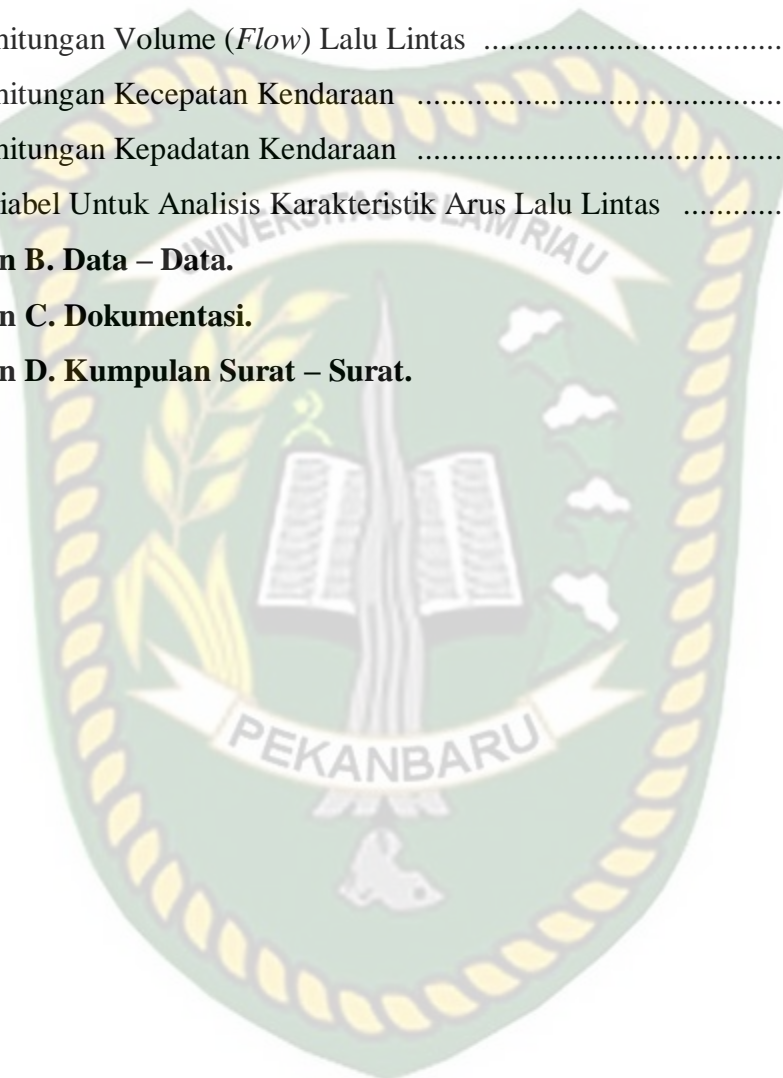 hitungan Volume (Flow) Lalu Lintas ....................................
hitungan Kecepatan Kendaraan ............................................
hitungan Kepadatan Kendaraan ............................................
iabel Untuk Analisis Karakteristik Arus Lalu Lintas ............
n B. Data – Data.
n C. Dokumentasi.
n D. Kumpulan Surat – Surat.
UNIVERSITAS ISLAM RIAU
PEKANBARU